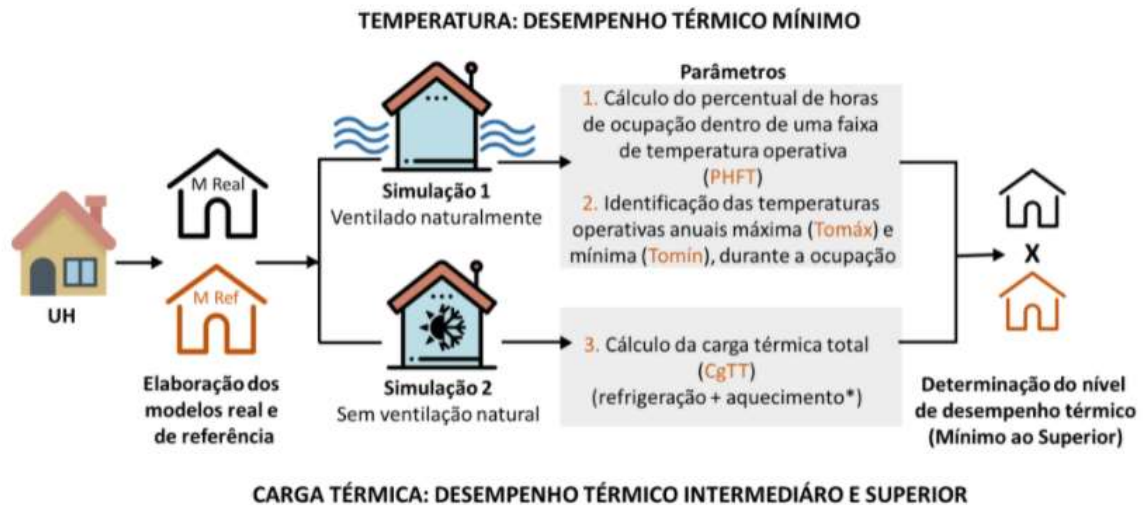 TEMPERATURA: DESEMPENHO TÉRMICO MÍNIMO
UH
M Real
M Ref
Elaboração dos
modelos real e
de referência
Simulação 1
Ventilado naturalmente
Simulação 2
Sem ventilação natural
Parâmetros
1. Cálculo do percentual de horas
de ocupação dentro de uma faixa
de temperatura operativa
(PHFT)
2. Identificação das temperaturas
operativas anuais máxima (Tomáx) e
mínima (Tomín), durante a ocupação
3. Cálculo da carga térmica total
(CgTT)
(refrigeração + aquecimento*)
X
Determinação do nível
de desempenho térmico
(Mínimo ao Superior)
CARGA TÉRMICA: DESEMPENHO TÉRMICO INTERMEDIÁRO E SUPERIOR